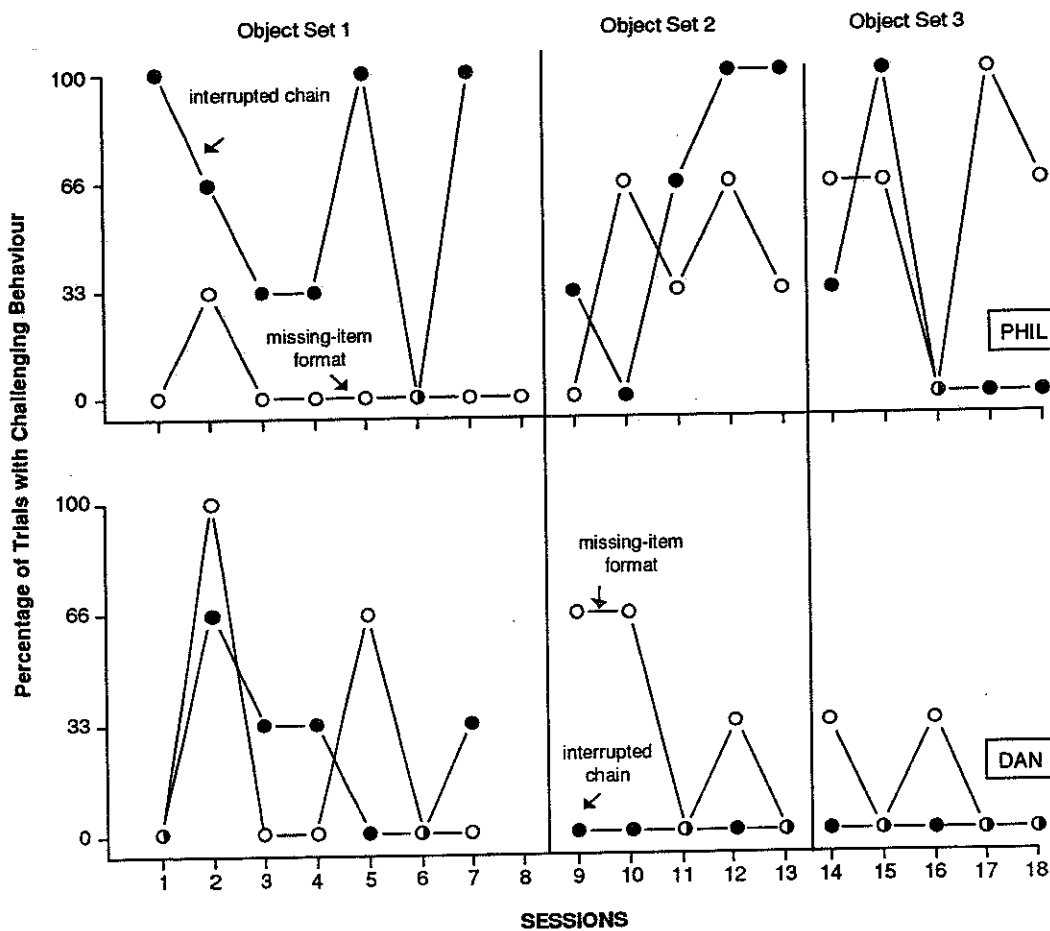 Object Set 1 Object Set 2 Object Set 3
Percentage of Trials with Challenging Behaviour
100
66
33
0
interrupted chain
missing-item
format
PHIL
100
66
33
0
missing-item
format
interrupted
chain
DAN
1 2 3 4 5 6 7 8 9 10 11 12 13 14 15 16 17 18
SESSIONS